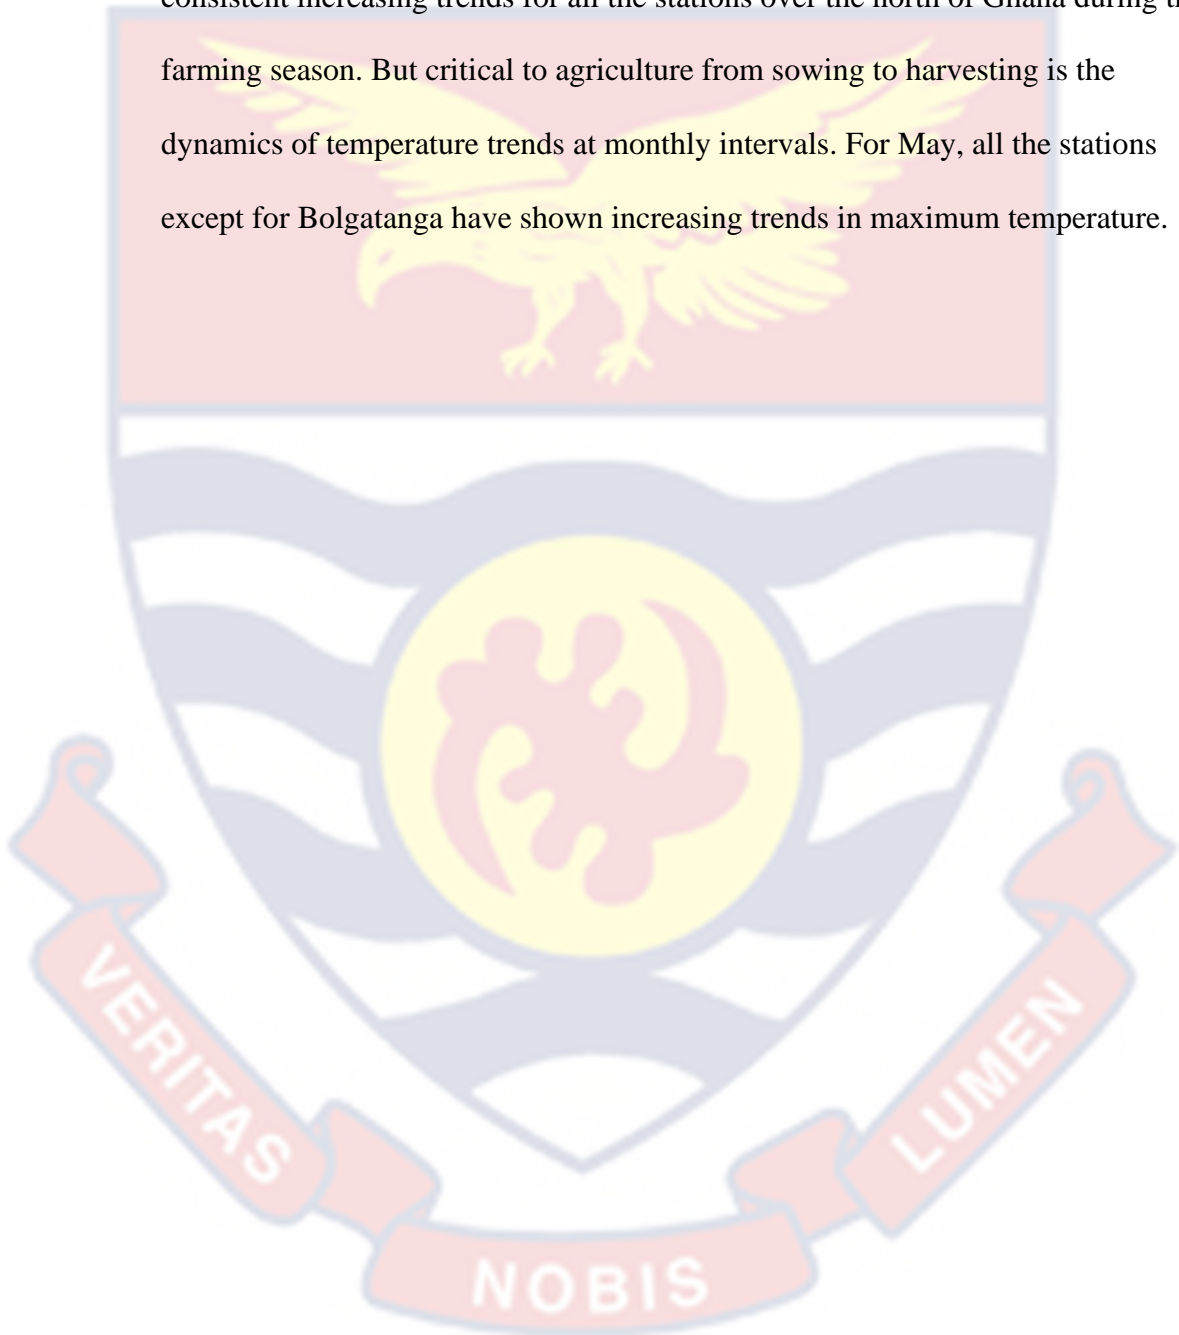 consistent increasing trends for all the stations over the north of Ghana during
farming season. But critical to agriculture from sowing to harvesting is the
dynamics of temperature trends at monthly intervals. For May, all the stations
except for Bolgatanga have shown increasing trends in maximum temperature.
VERITAS
NOBIS
LUMEN